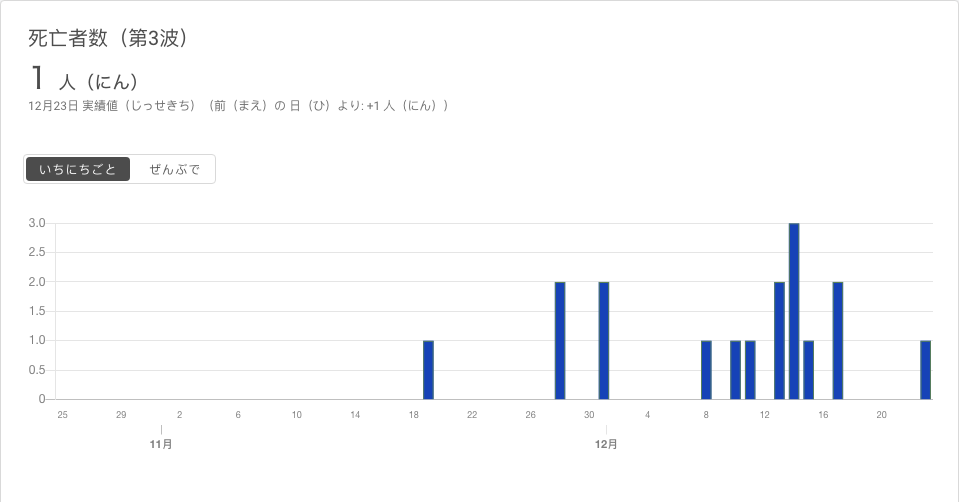 死亡者数（第3波）
1 人（にん）
12月23日 実績値（じっせきち）（前（まえ）の 日（ひ）より: +1 人（にん））
いちにちごと ぜんぶで
3.0
2.5
2.0
1.5
1.0
0.5
0
25 29 2 6 10 14 18 22 26 30 4 8 12 16 20
11月 12月